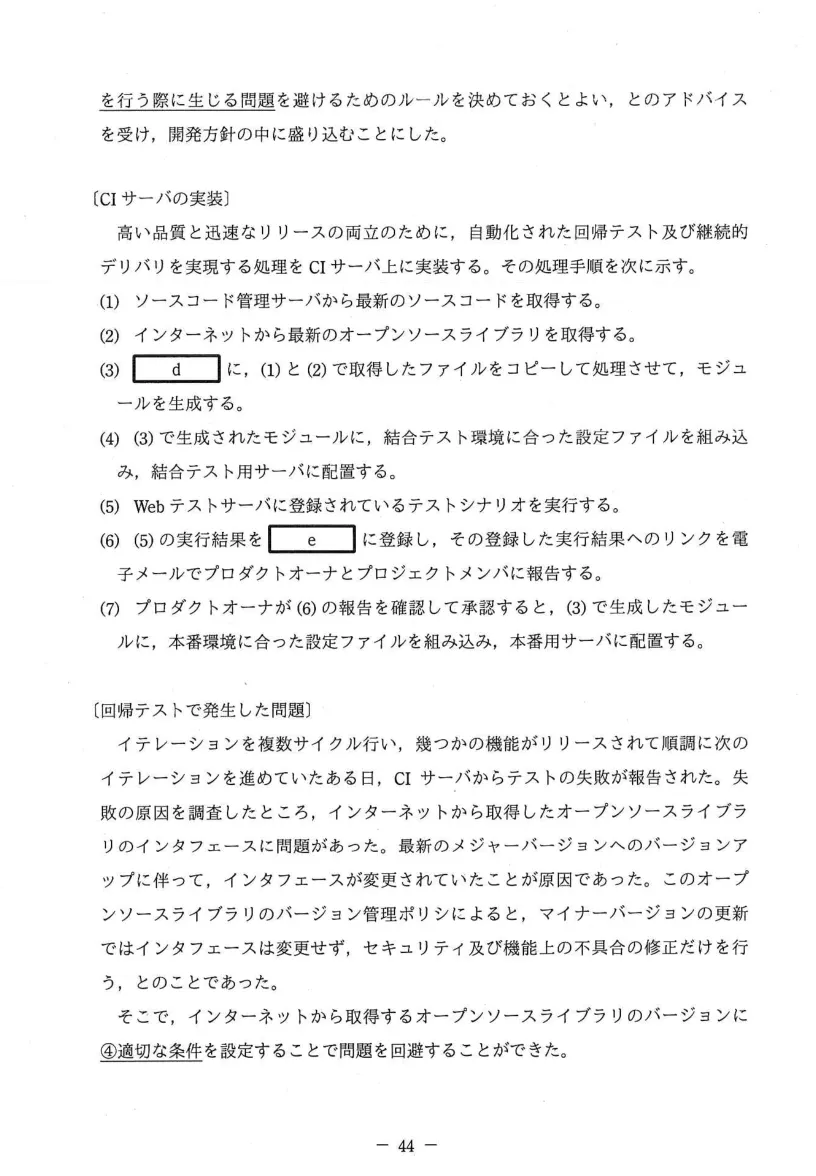 を行う際に生じる問題を避けるためのルールを決めておくとよい，とのアドバイス
を受け，開発方針の中に盛り込むことにした。
〔CI サーバの実装〕
高い品質と迅速なリリースの両立のために，自動化された回帰テスト及び継続的
デリバリを実現する処理を CI サーバ上に実装する。その処理手順を次に示す。
(1) ソースコード管理サーバから最新のソースコードを取得する。
(2) インターネットから最新のオープンソースライブラリを取得する。
(3) d に，(1) と (2) で取得したファイルをコピーして処理させて，モジュ
ールを生成する。
(4) (3) で生成されたモジュールに，結合テスト環境に合った設定ファイルを組み込
み，結合テスト用サーバに配置する。
(5) Web テストサーバに登録されているテストシナリオを実行する。
(6) (5) の実行結果を e に登録し，その登録した実行結果へのリンクを電
子メールでプロダクトオーナとプロジェクトメンバに報告する。
(7) プロダクトオーナが (6) の報告を確認して承認すると，(3) で生成したモジュー
ルに，本番環境に合った設定ファイルを組み込み，本番用サーバに配置する。
〔回帰テストで発生した問題〕
イテレーションを複数サイクル行い，幾つかの機能がリリースされて順調に次の
イテレーションを進めていたある日，CI サーバからテストの失敗が報告された。失
敗の原因を調査したところ，インターネットから取得したオープンソースライブラ
リのインタフェースに問題があった。最新のメジャーバージョンへのバージョンア
ップに伴って，インタフェースが変更されていたことが原因であった。このオープ
ンソースライブラリのバージョン管理ポリシによると，マイナーバージョンの更新
ではインタフェースは変更せず，セキュリティ及び機能上の不具合の修正だけを行
う，とのことであった。
そこで，インターネットから取得するオープンソースライブラリのバージョンに
④適切な条件を設定することで問題を回避することができた。
－ 44 －